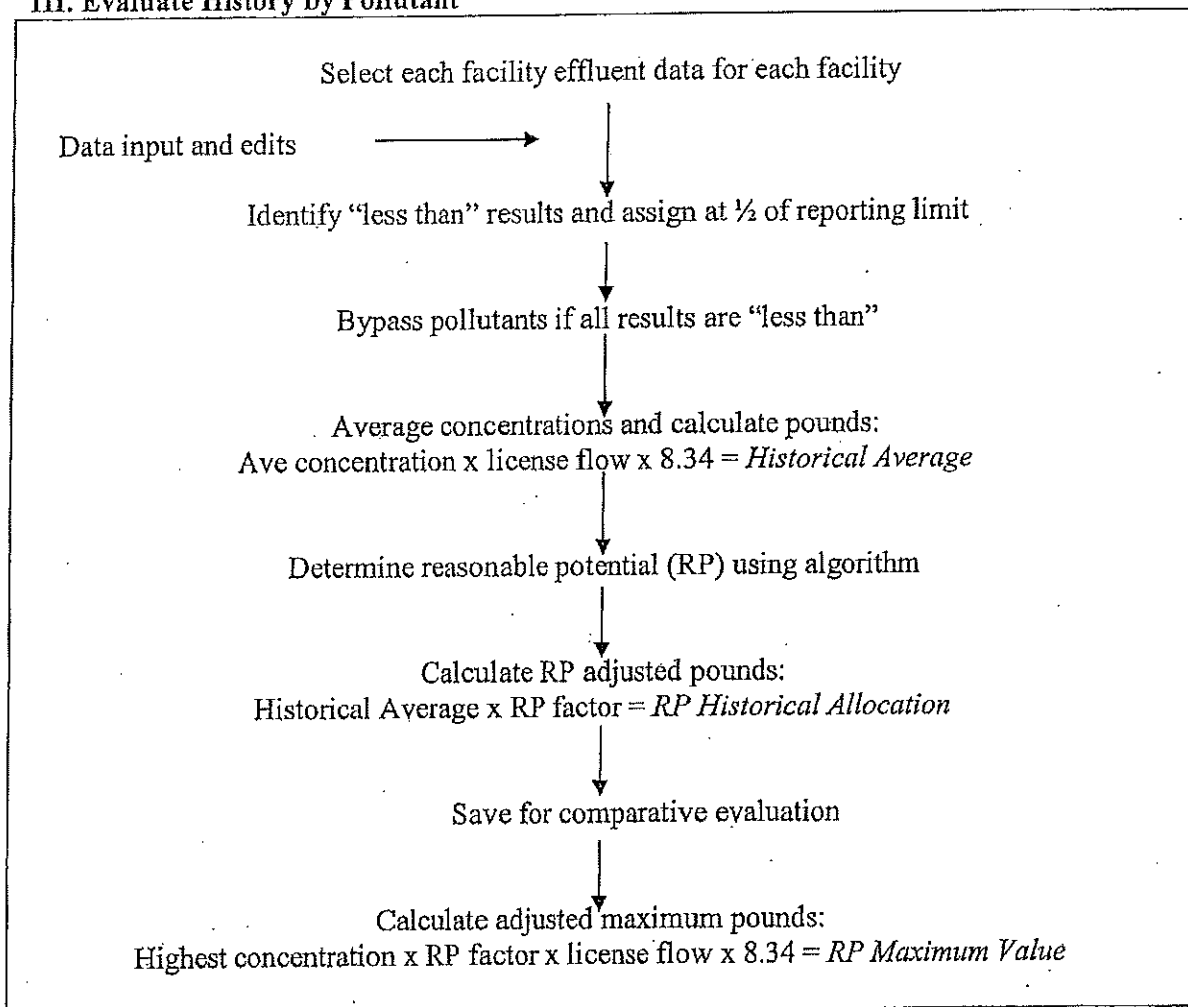 III. Evaluate History by Pollutant
Select each facility effluent data for each facility
Data input and edits
Identify “less than” results and assign at ½ of reporting limit
Bypass pollutants if all results are “less than”
Average concentrations and calculate pounds:
Ave concentration x license flow x 8.34 = Historical Average
Determine reasonable potential (RP) using algorithm
Calculate RP adjusted pounds:
Historical Average x RP factor = RP Historical Allocation
Save for comparative evaluation
Calculate adjusted maximum pounds:
Highest concentration x RP factor x license flow x 8.34 = RP Maximum Value